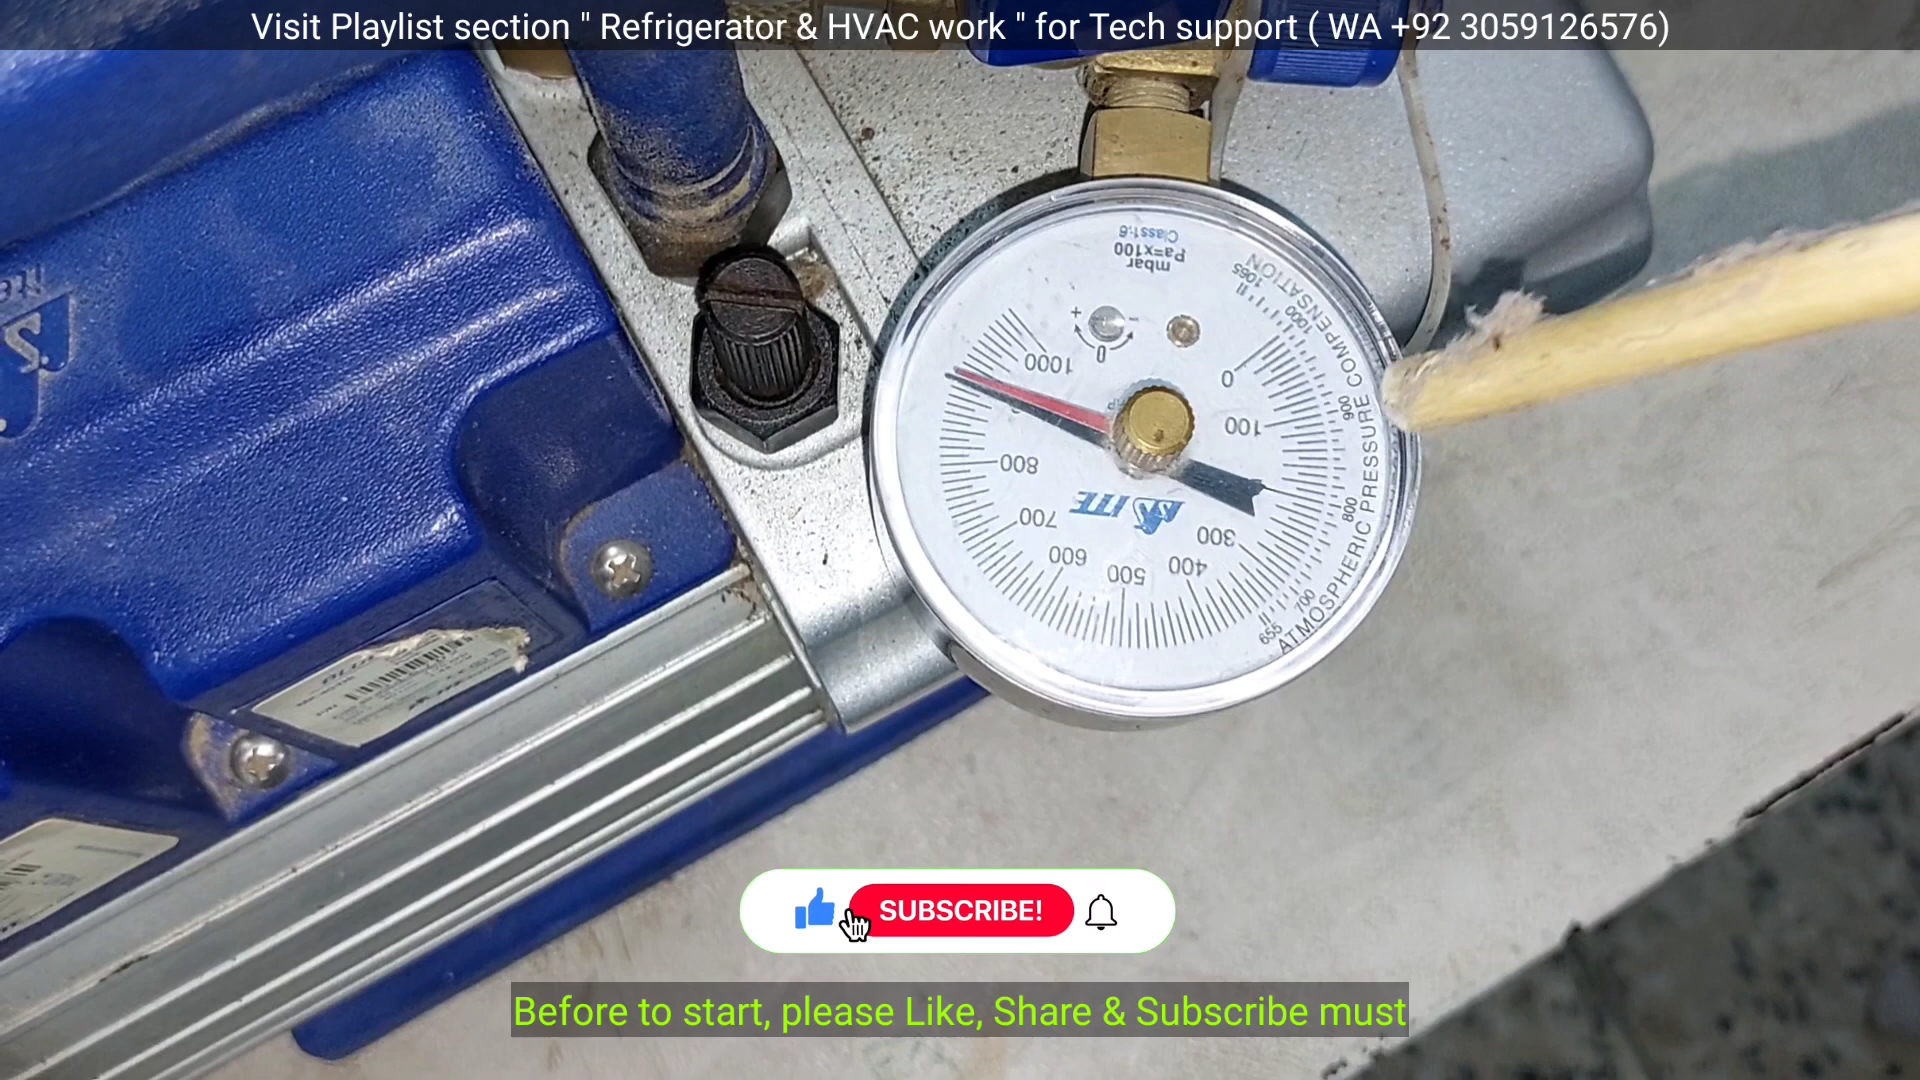 Visit Playlist section " Refrigerator & HVAC work " for Tech support ( WA +92 3059126576)
Class1.6
Pa=x100
mbar
1065
1000
900
800
700
655
ATMOSPHERIC PRESSURE COMPENSATION
+ 0 -
0
100
300
400
500
600
700
800
1000
ITE
SUBSCRIBE!
Before to start, please Like, Share & Subscribe must